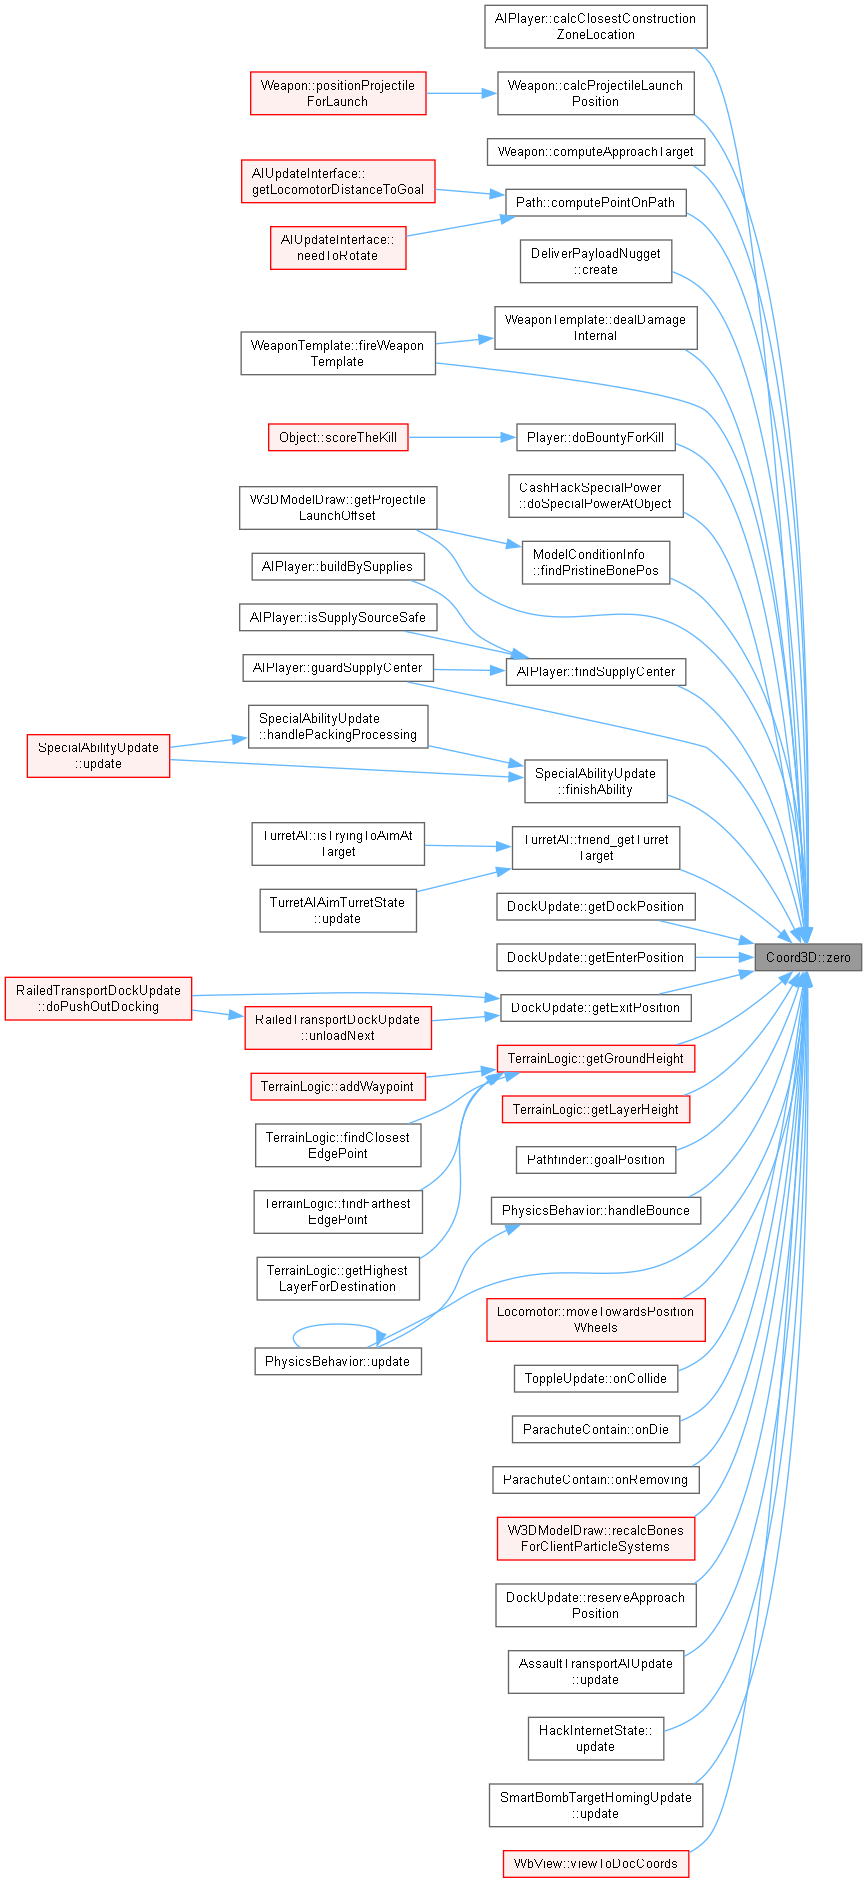 AIPlayer::calcClosestConstruction
ZoneLocation
Weapon::positionProjectile
ForLaunch
Weapon::calcProjectileLaunch
Position
Weapon::computeApproachTarget
AIUpdateInterface::
getLocomotorDistanceToGoal
Path::computePointOnPath
AIUpdateInterface::
needToRotate
DeliverPayloadNugget
::create
WeaponTemplate::dealDamage
Internal
WeaponTemplate::fireWeapon
Template
Object::scoreTheKill
Player::doBountyForKill
CashHackSpecialPower
::doSpecialPowerAtObject
W3DModelDraw::getProjectile
LaunchOffset
ModelConditionInfo
::findPristineBonePos
AIPlayer::buildBySupplies
AIPlayer::isSupplySourceSafe
AIPlayer::guardSupplyCenter
AIPlayer::findSupplyCenter
SpecialAbilityUpdate
::handlePackingProcessing
SpecialAbilityUpdate
::update
SpecialAbilityUpdate
::finishAbility
TurretAI::isTryingToAimAt
Target
TurretAI::friend_getTurret
Target
TurretAIAimTurretState
::update
DockUpdate::getDockPosition
DockUpdate::getEnterPosition
Coord3D::zero
RailedTransportDockUpdate
::doPushOutDocking
RailedTransportDockUpdate
::unloadNext
DockUpdate::getExitPosition
TerrainLogic::getGroundHeight
TerrainLogic::addWaypoint
TerrainLogic::getLayerHeight
TerrainLogic::findClosest
EdgePoint
Pathfinder::goalPosition
TerrainLogic::findFarthest
EdgePoint
PhysicsBehavior::handleBounce
TerrainLogic::getHighest
LayerForDestination
Locomotor::moveTowardsPosition
Wheels
PhysicsBehavior::update
ToppleUpdate::onCollide
ParachuteContain::onDie
ParachuteContain::onRemoving
W3DModelDraw::recalcBones
ForClientParticleSystems
DockUpdate::reserveApproach
Position
AssaultTransportAIUpdate
::update
HackInternetState::
update
SmartBombTargetHomingUpdate
::update
WbView::viewToDocCoords